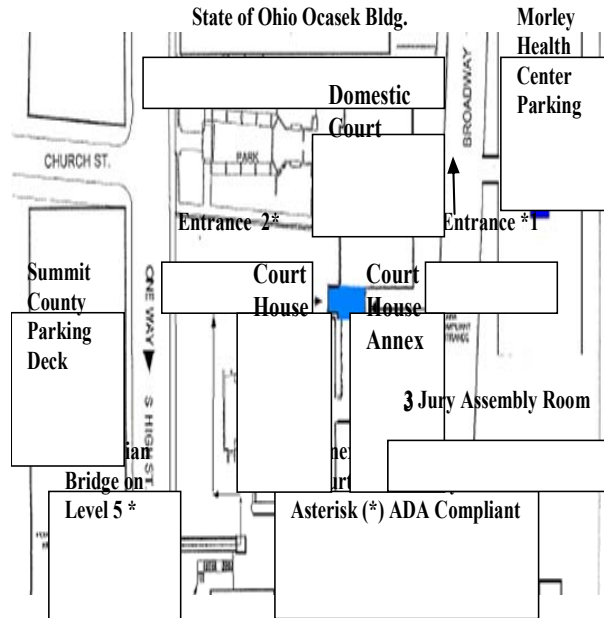 State of Ohio Ocasek Bldg.
Morley
Health
Center
Parking
BROADWAY
Domestic
Court
CHURCH ST.
PARK
Entrance 2*
Entrance *1
Summit
County
Parking
Deck
ONE WAY
S HIGH ST.
Court
House
Court
House
Annex
3 Jury Assembly Room
Bridge on
Level 5 *
Asterisk (*) ADA Compliant